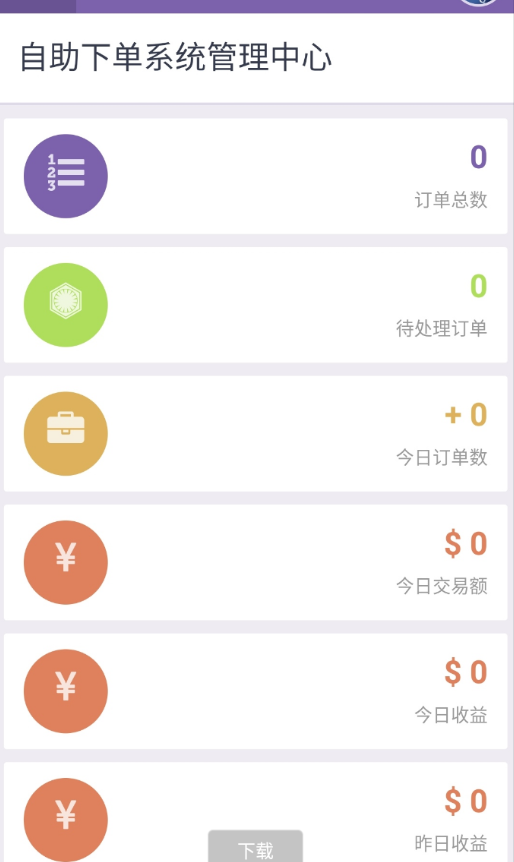 自助下单系统管理中心
0
订单总数
0
待处理订单
+ 0
今日订单数
¥
$ 0
今日交易额
¥
$ 0
今日收益
¥
$ 0
昨日收益
下载